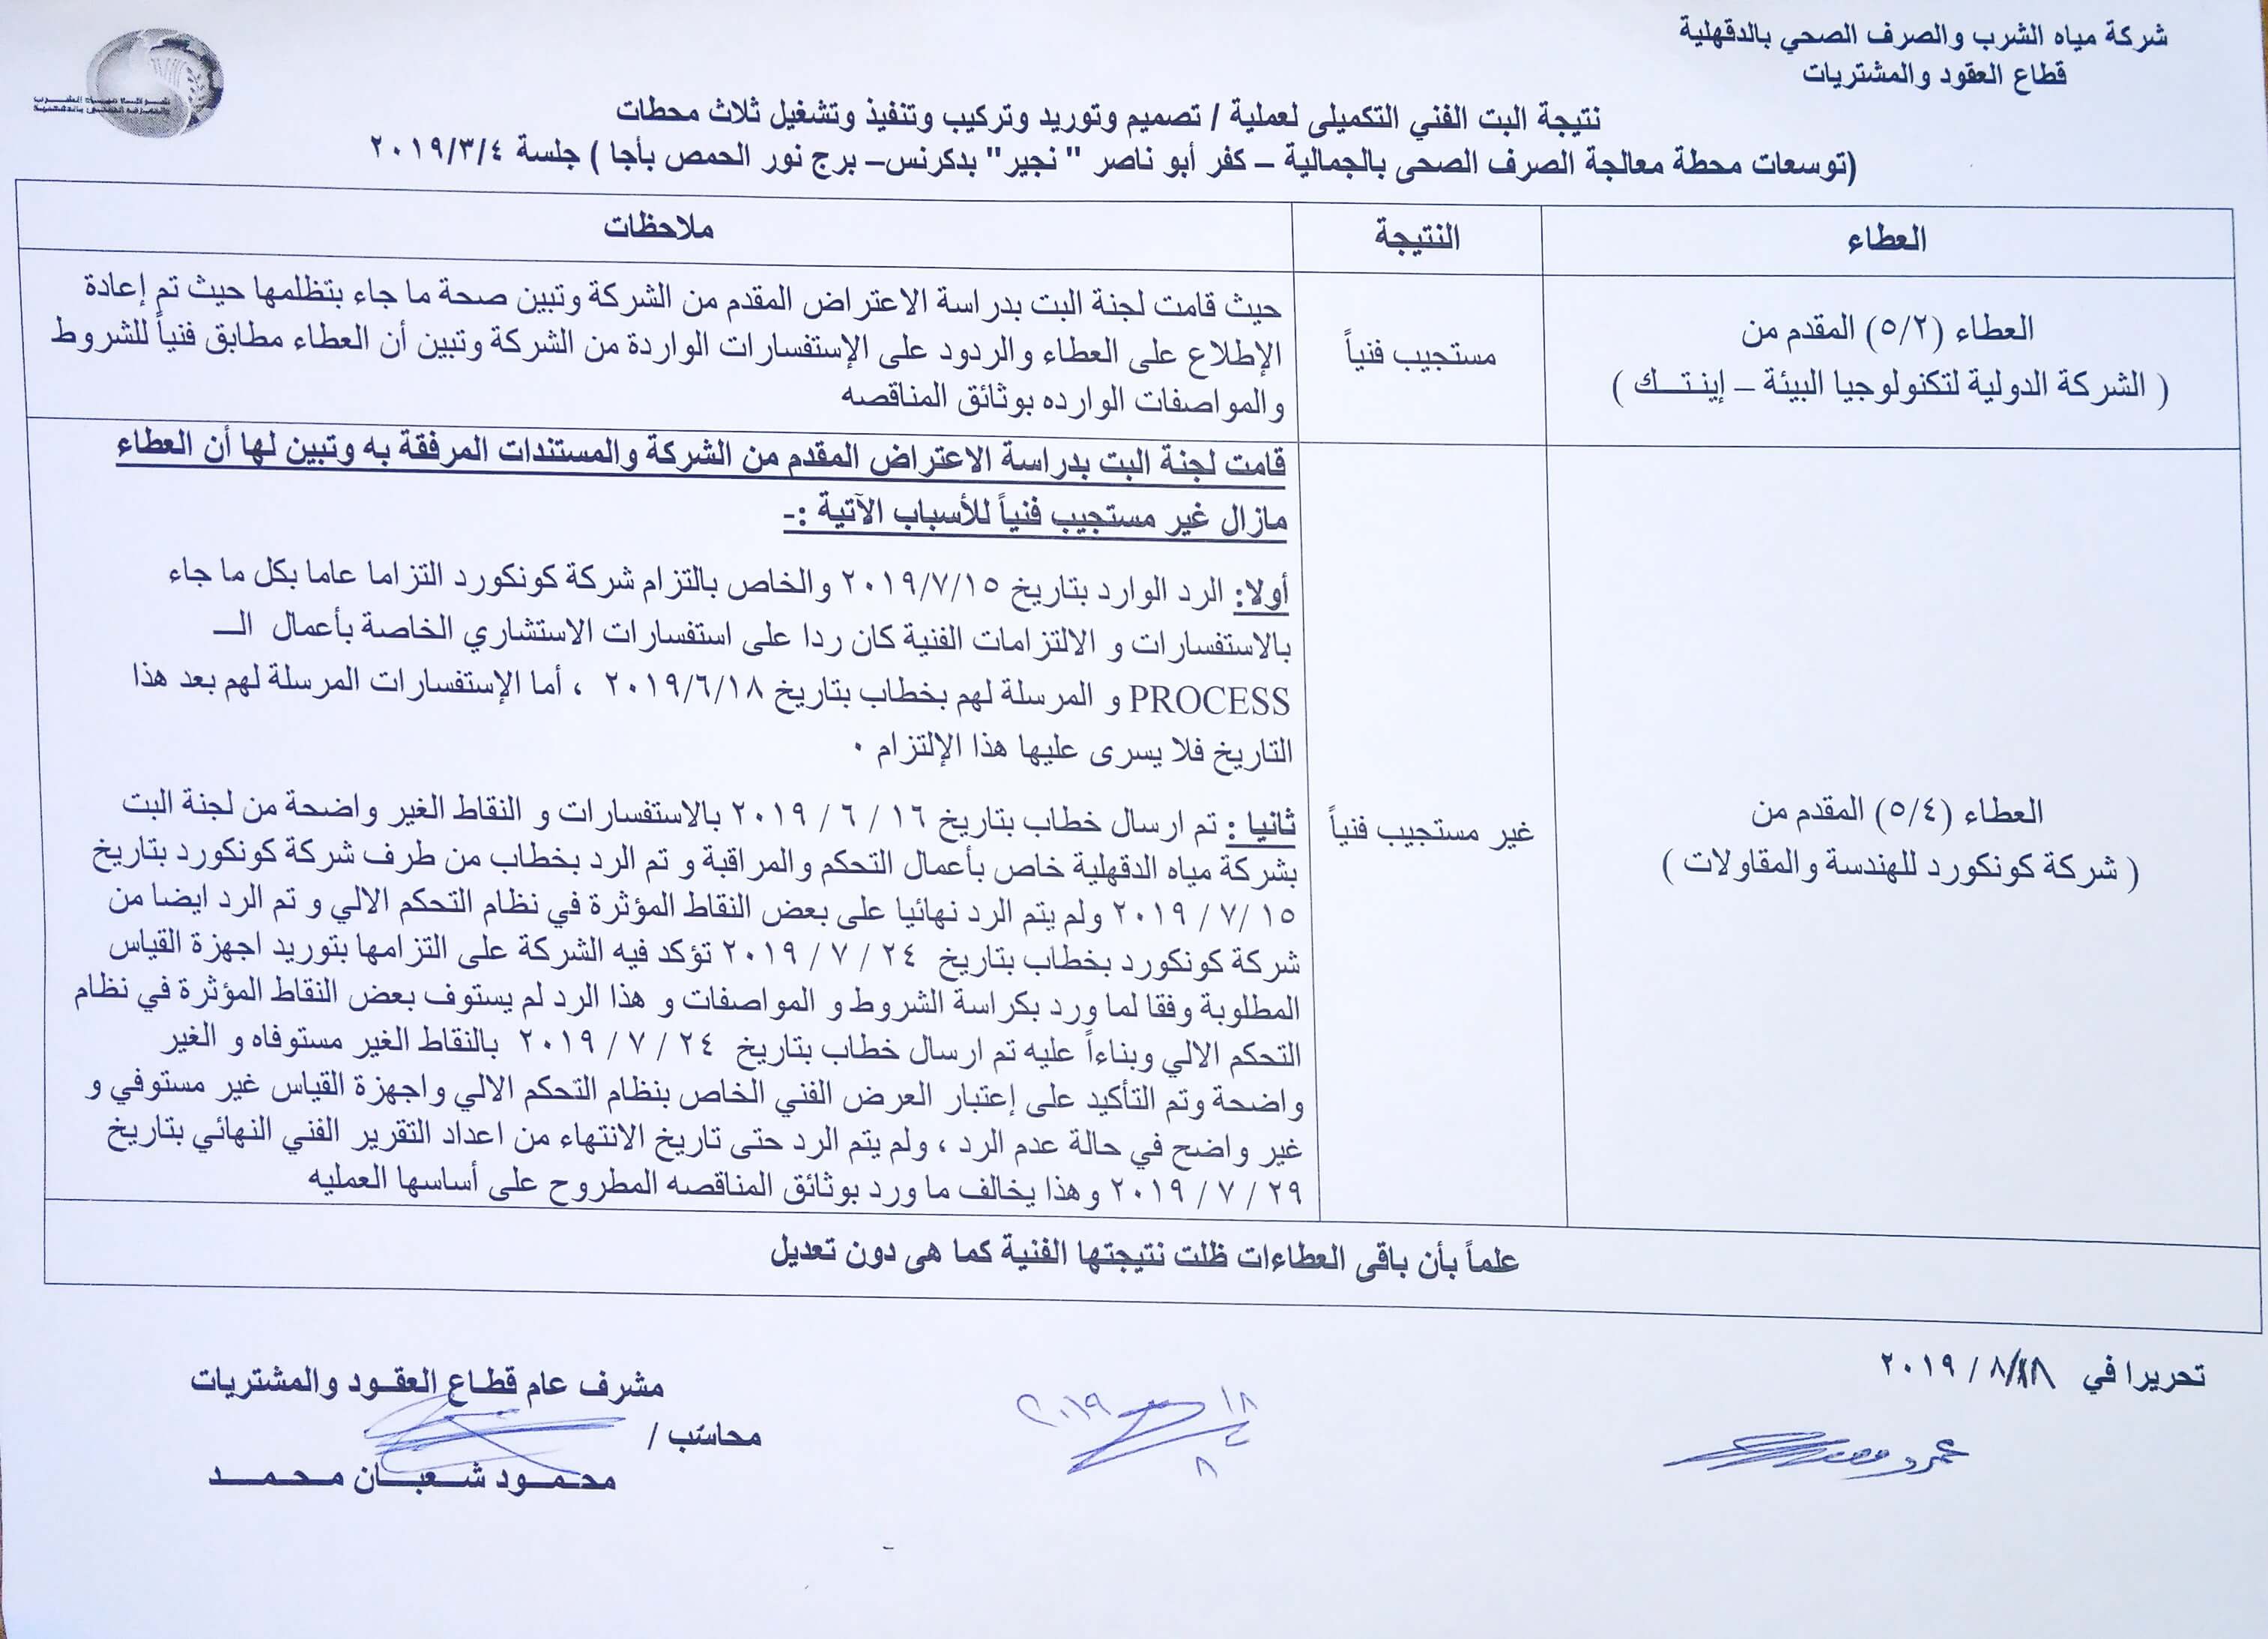 شركة مياه الشرب والصرف الصحي بالدقهلية
قطاع العقود والمشتريات
نتيجة البت الفني التكميلى لعملية / تصميم وتوريد وتركيب وتنفيذ وتشغيل ثلاث محطات
(توسعات محطة معالجة الصرف الصحى بالجمالية – كفر أبو ناصر " نجير" بدكرنس– برج نور الحمص بأجا ) جلسة ٢٠١٩/٣/٤
العطاء
النتيجة
ملاحظات
العطاء (٥/٢) المقدم من
( الشركة الدولية لتكنولوجيا البيئة – إينـتــك )
مستجيب فنياً
حيث قامت لجنة البت بدراسة الاعتراض المقدم من الشركة وتبين صحة ما جاء بتظلمها حيث تم إعادة
الإطلاع على العطاء والردود على الإستفسارات الواردة من الشركة وتبين أن العطاء مطابق فنياً للشروط
والمواصفات الوارده بوثائق المناقصه
العطاء (٥/٤) المقدم من
( شركة كونكورد للهندسة والمقاولات )
غير مستجيب فنياً
قامت لجنة البت بدراسة الاعتراض المقدم من الشركة والمستندات المرفقة به وتبين لها أن العطاء
مازال غير مستجيب فنياً للأسباب الآتية :-
أولا: الرد الوارد بتاريخ ٢٠١٩/٧/١٥ والخاص بالتزام شركة كونكورد التزاما عاما بكل ما جاء
بالاستفسارات و الالتزامات الفنية كان ردا على استفسارات الاستشاري الخاصة بأعمال الـــ
PROCESS و المرسلة لهم بخطاب بتاريخ ٢٠١٩/٦/١٨ ، أما الإستفسارات المرسلة لهم بعد هذا
التاريخ فلا يسرى عليها هذا الإلتزام ٠
ثانيا : تم ارسال خطاب بتاريخ ١٦ / ٦ / ٢٠١٩ بالاستفسارات و النقاط الغير واضحة من لجنة البت
بشركة مياه الدقهلية خاص بأعمال التحكم والمراقبة و تم الرد بخطاب من طرف شركة كونكورد بتاريخ
١٥ /٧ / ٢٠١٩ ولم يتم الرد نهائيا على بعض النقاط المؤثرة في نظام التحكم الالي و تم الرد ايضا من
شركة كونكورد بخطاب بتاريخ ٢٤ / ٧ / ٢٠١٩ تؤكد فيه الشركة على التزامها بتوريد اجهزة القياس
المطلوبة وفقا لما ورد بكراسة الشروط و المواصفات و هذا الرد لم يستوف بعض النقاط المؤثرة في نظام
التحكم الالي وبناءاً عليه تم ارسال خطاب بتاريخ ٢٤ / ٧ / ٢٠١٩ بالنقاط الغير مستوفاه و الغير
واضحة وتم التأكيد على إعتبار العرض الفني الخاص بنظام التحكم الالي واجهزة القياس غير مستوفي و
غير واضح في حالة عدم الرد ، ولم يتم الرد حتى تاريخ الانتهاء من اعداد التقرير الفني النهائي بتاريخ
٢٩ / ٧ / ٢٠١٩ وهذا يخالف ما ورد بوثائق المناقصه المطروح على أساسها العمليه
علماً بأن باقى العطاءات ظلت نتيجتها الفنية كما هى دون تعديل
تحريرا في ١٨/ ٨ / ٢٠١٩
مشرف عام قطـاع العقــود والمشتريات
محاسب /
محـمــود شــعبــان محـمــــد
١٨
٨
٢٠١٩